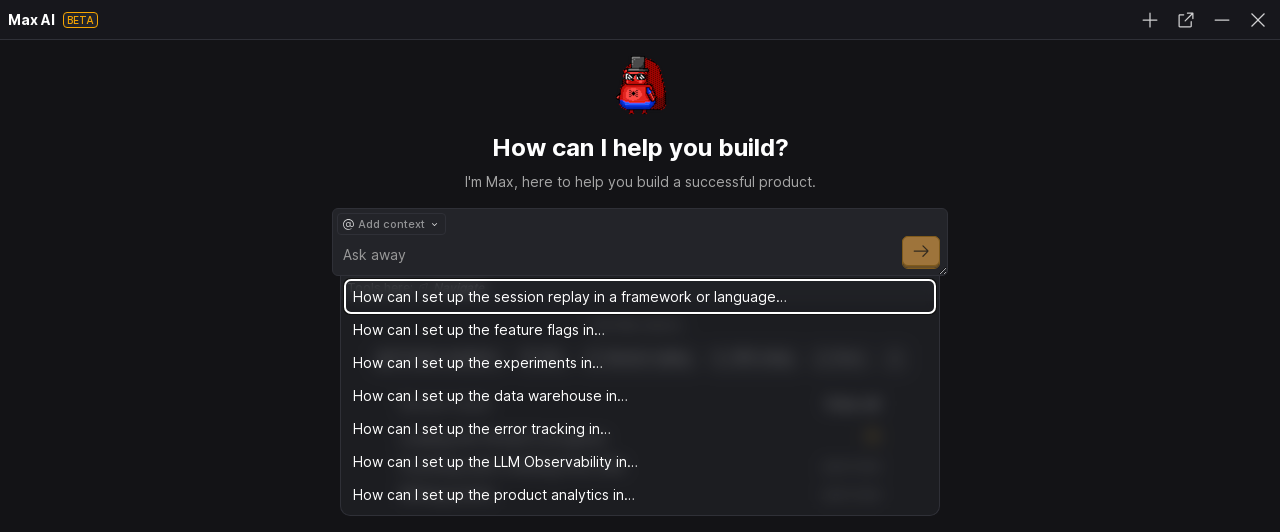 Max AI BETA
How can I help you build?
I'm Max, here to help you build a successful product.
@ Add context
Ask away
How can I set up the session replay in a framework or language…
How can I set up the feature flags in…
How can I set up the experiments in…
How can I set up the data warehouse in…
How can I set up the error tracking in…
How can I set up the LLM Observability in…
How can I set up the product analytics in…